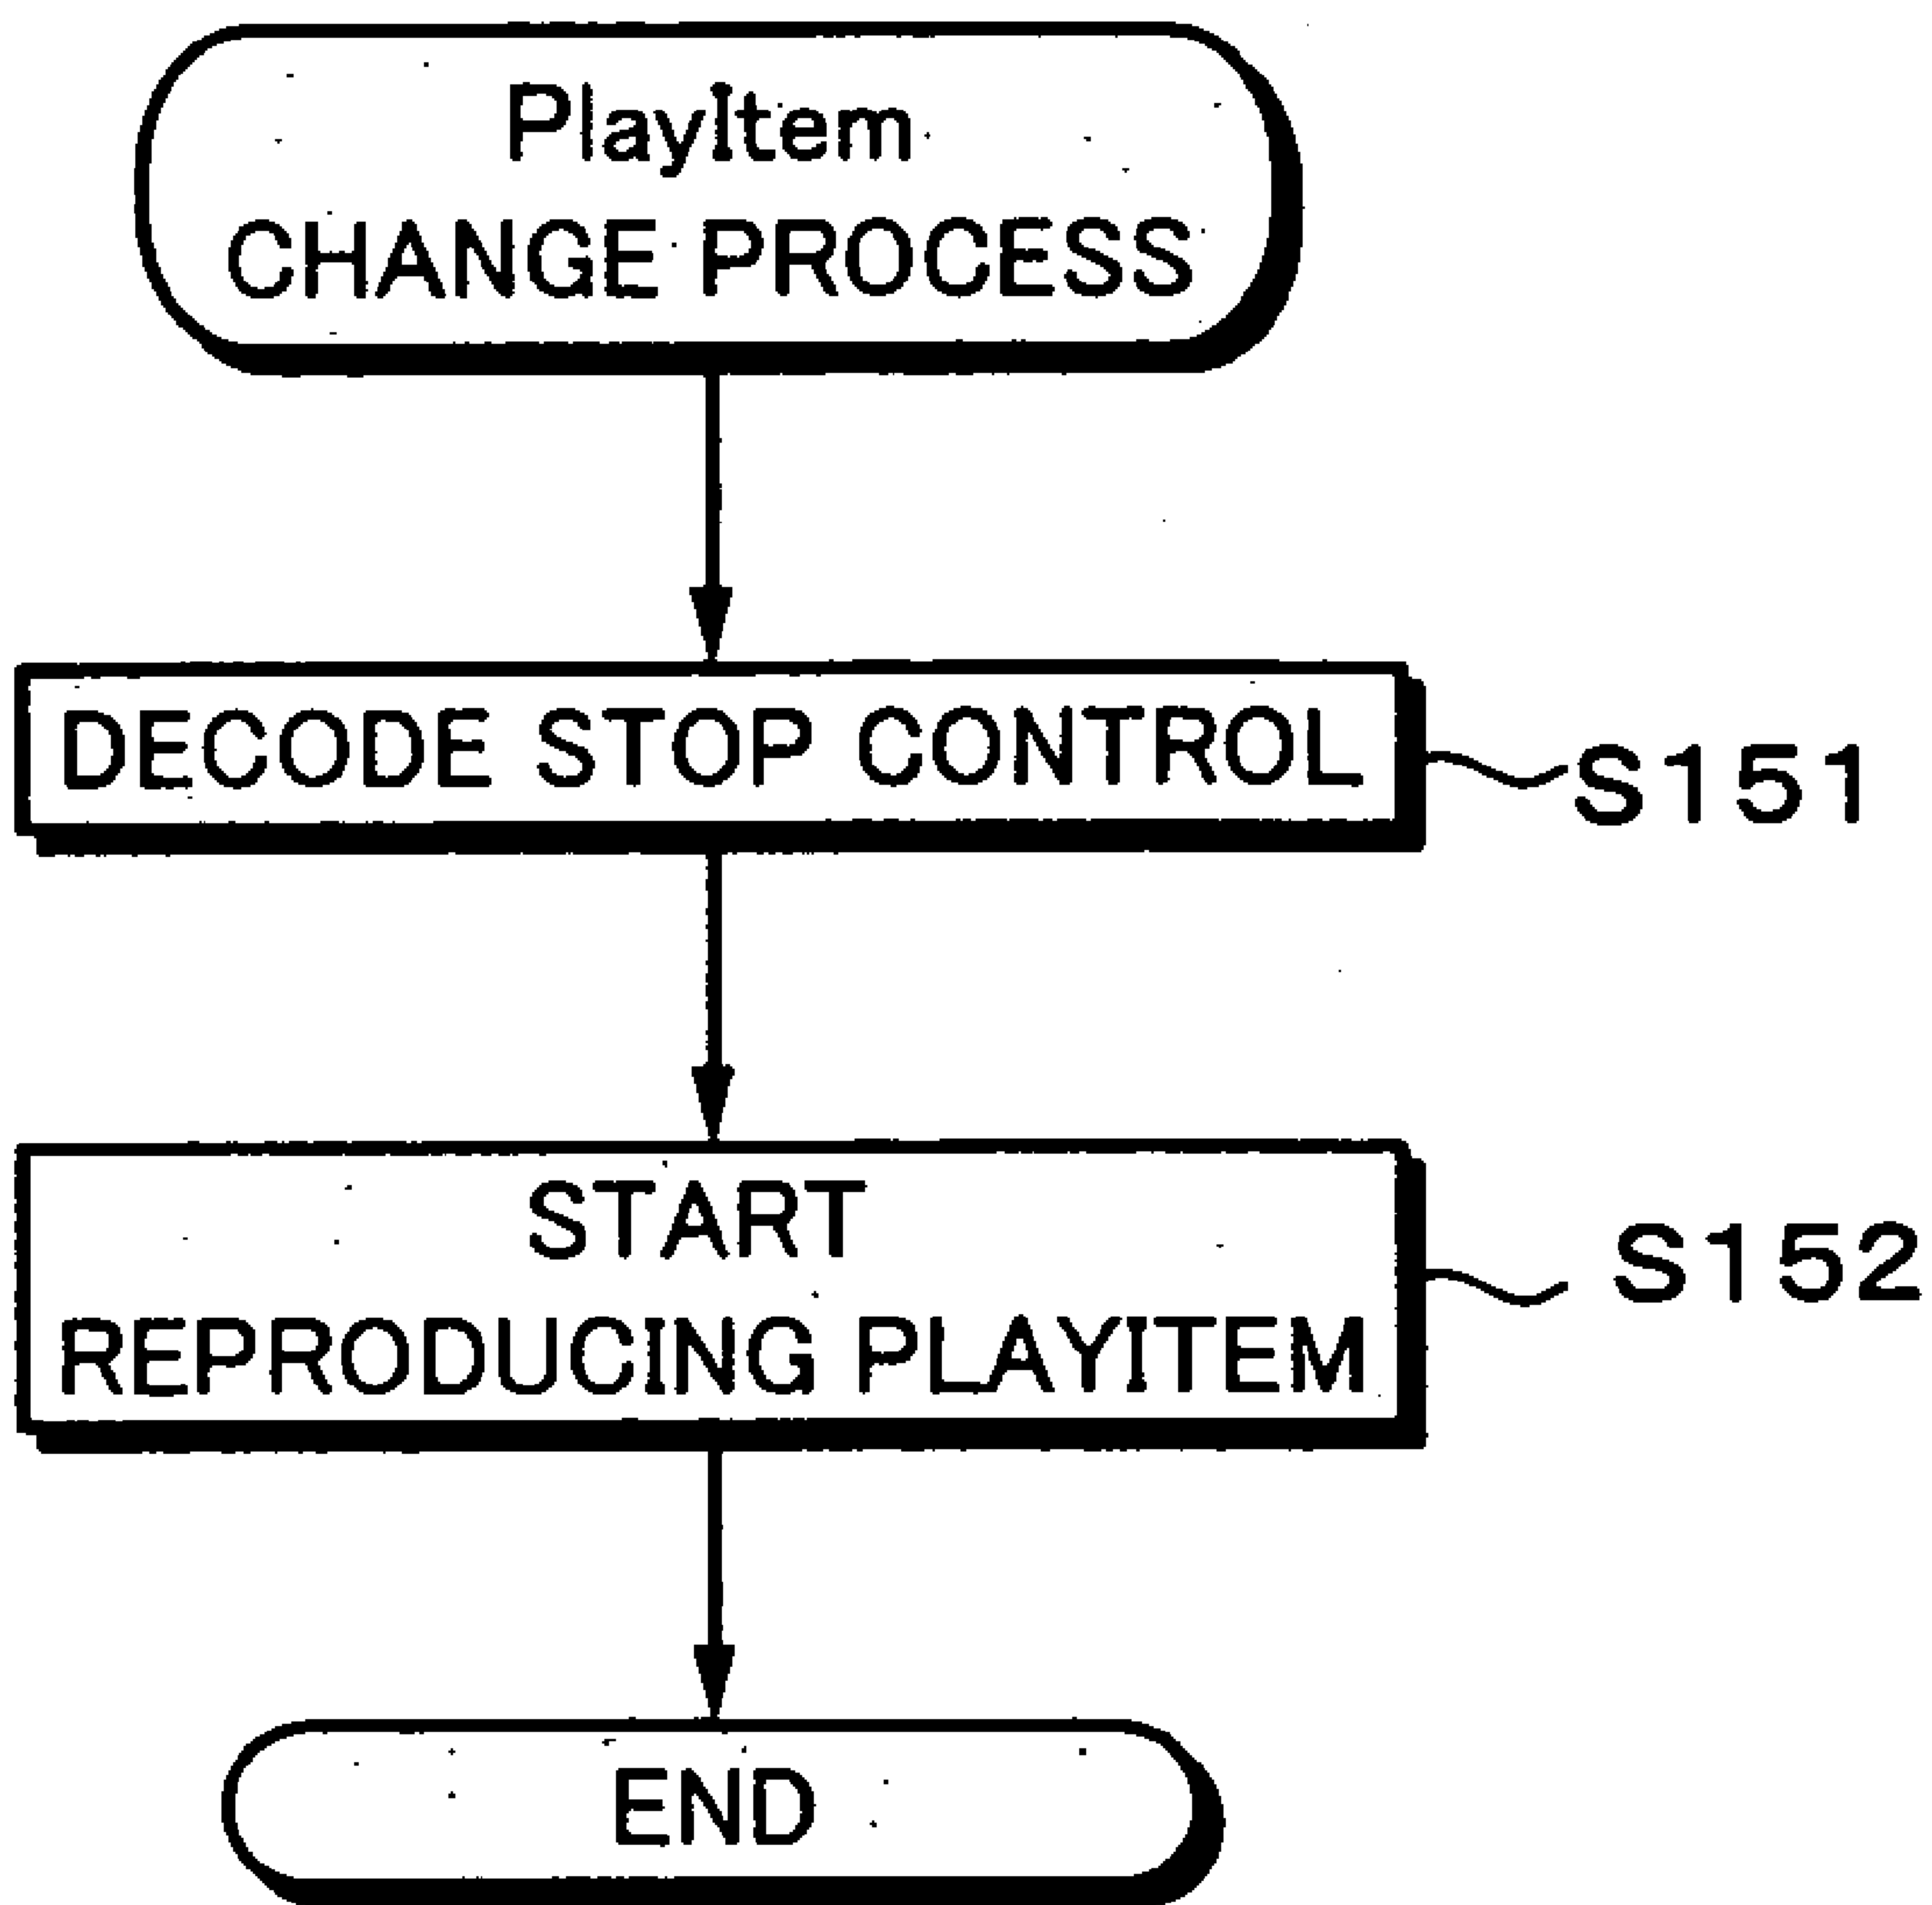 PlayItem
CHANGE PROCESS
DECODE STOP CONTROL
S151
START
REPRODUCING PLAYITEM
S152
END